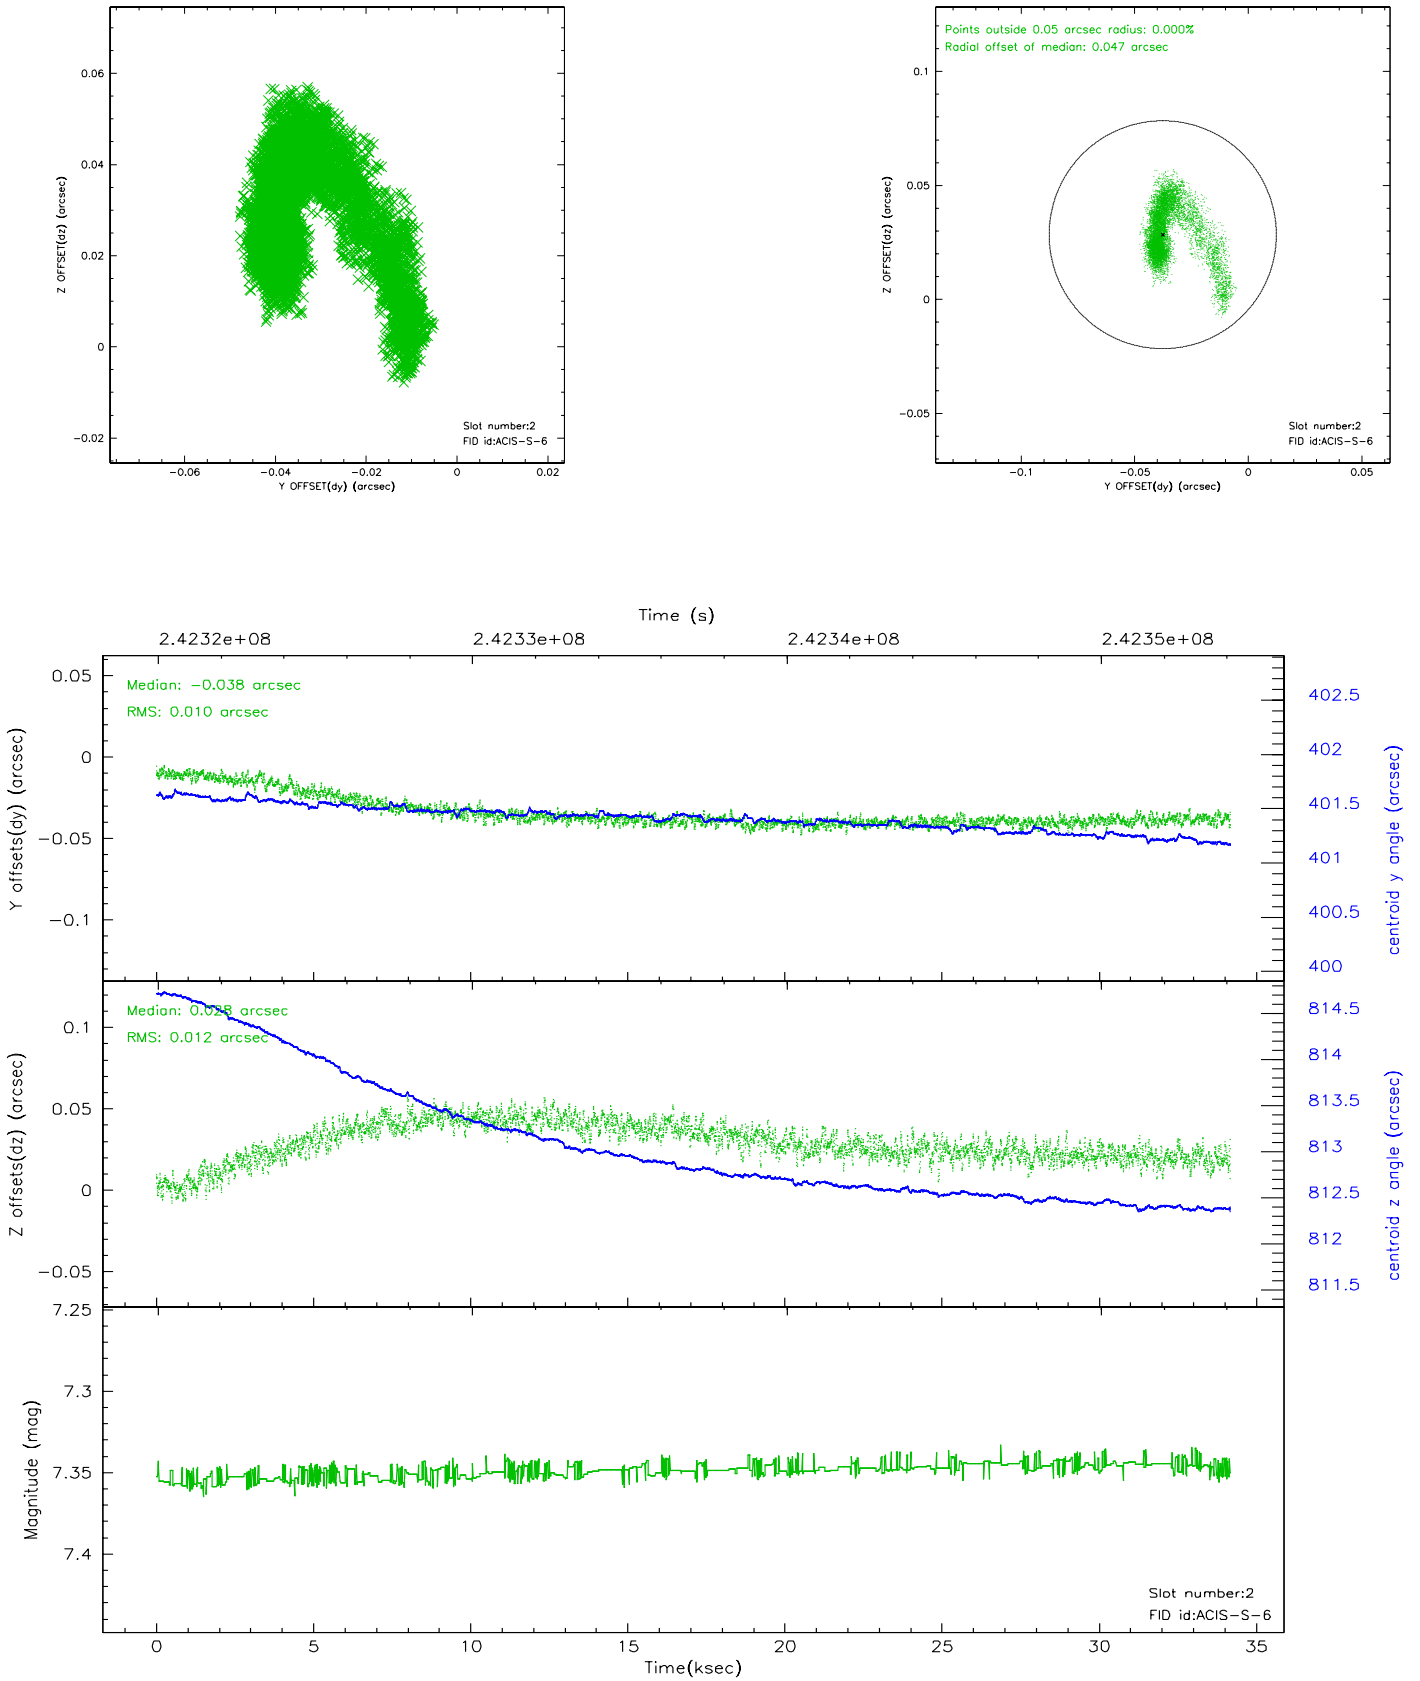 0.06
0.04
0.02
0
−0.02
−0.06
−0.04
−0.02
0
0.02
Z OFFSET(dz) (arcsec)
Y OFFSET(dy) (arcsec)
Slot number:2
FID id:ACIS−S−6
Points outside 0.05 arcsec radius: 0.000%
Radial offset of median: 0.047 arcsec
0.1
0.05
0
−0.05
−0.1
−0.05
0
0.05
Z OFFSET(dz) (arcsec)
Y OFFSET(dy) (arcsec)
Slot number:2
FID id:ACIS−S−6
Time (s)
2.4232e+08
2.4233e+08
2.4234e+08
2.4235e+08
Median: −0.038 arcsec
RMS: 0.010 arcsec
0.05
0
−0.05
−0.1
Y offsets(dy) (arcsec)
402.5
402
401.5
401
400.5
400
centroid y angle (arcsec)
Median: 0.028 arcsec
RMS: 0.012 arcsec
0.1
0.05
0
−0.05
Z offsets(dz) (arcsec)
814.5
814
813.5
813
812.5
812
811.5
centroid z angle (arcsec)
7.25
7.3
7.35
7.4
Magnitude (mag)
Slot number:2
FID id:ACIS−S−6
0
5
10
15
20
25
30
35
Time(ksec)